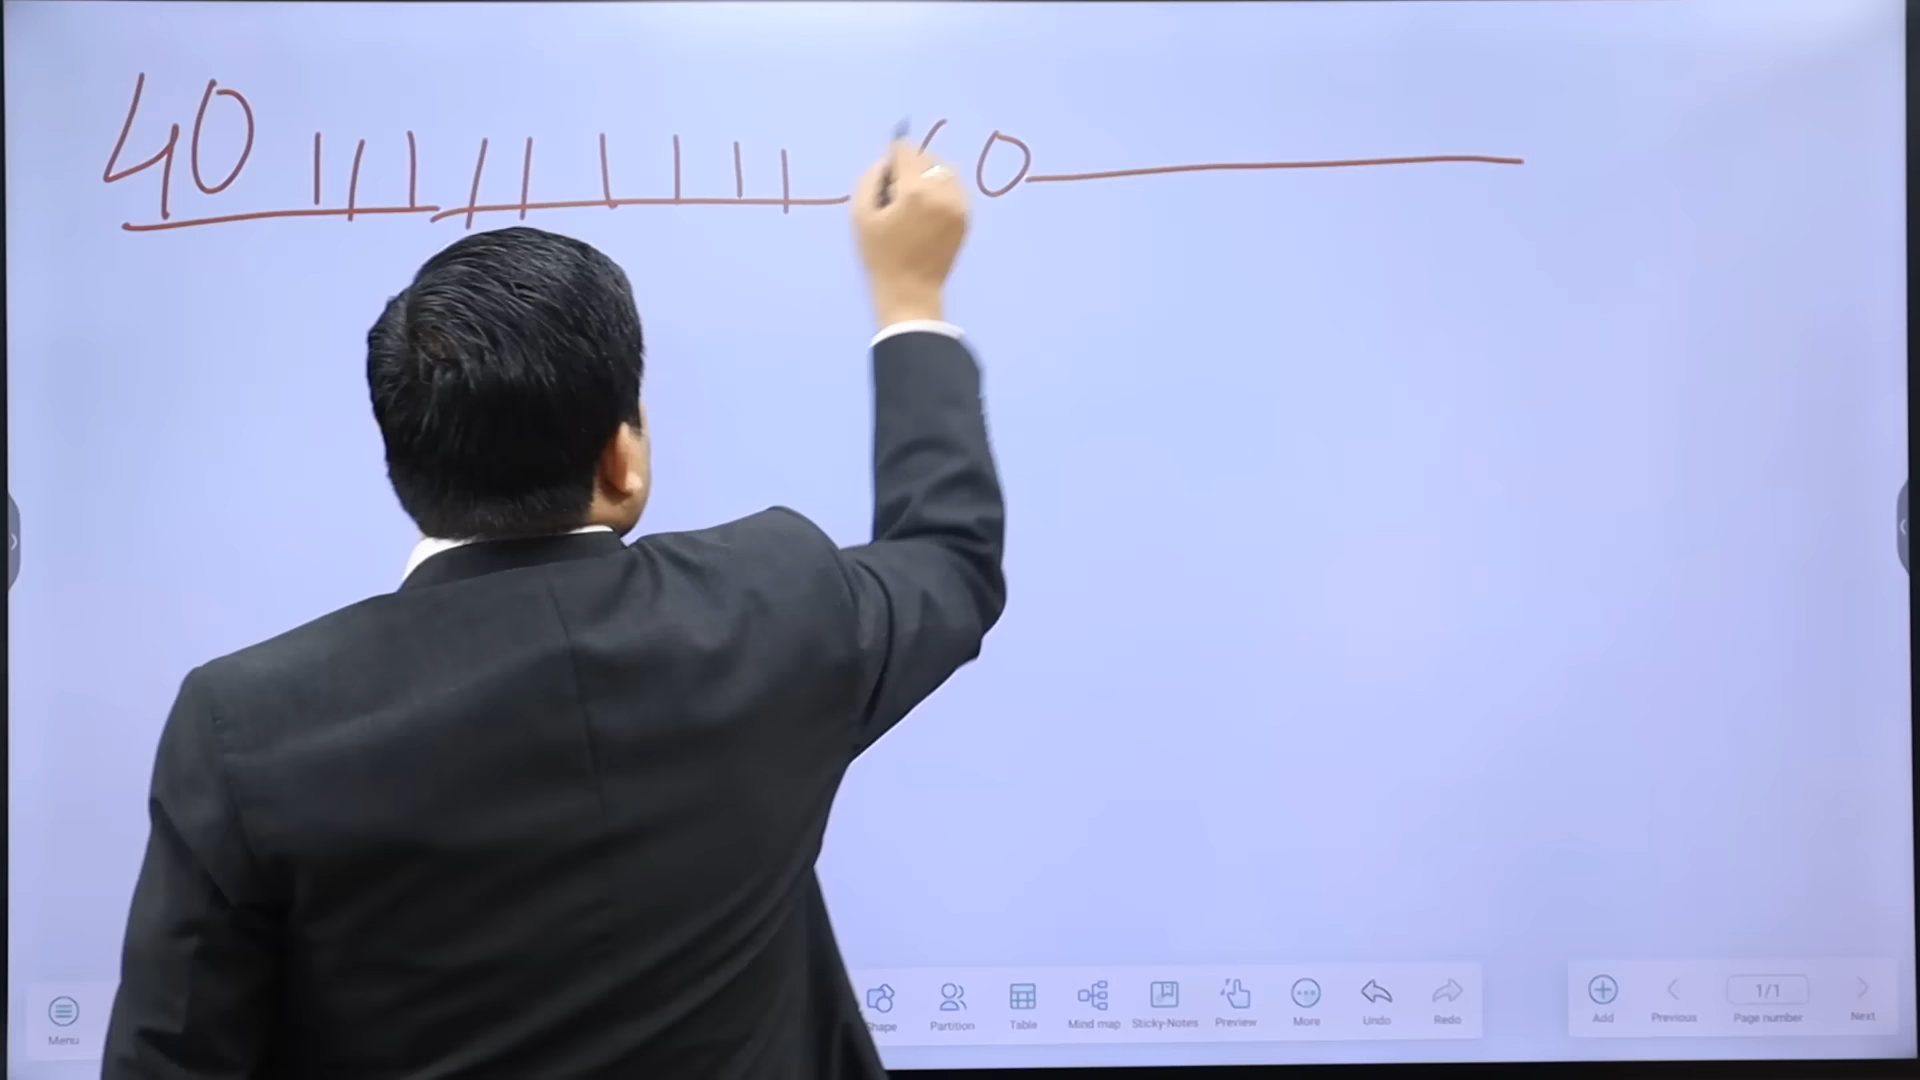 40 0
Menu Shape Partition Table Mind map Sticky-Notes Preview More Undo Redo Add Previous 1/1 Page number Next